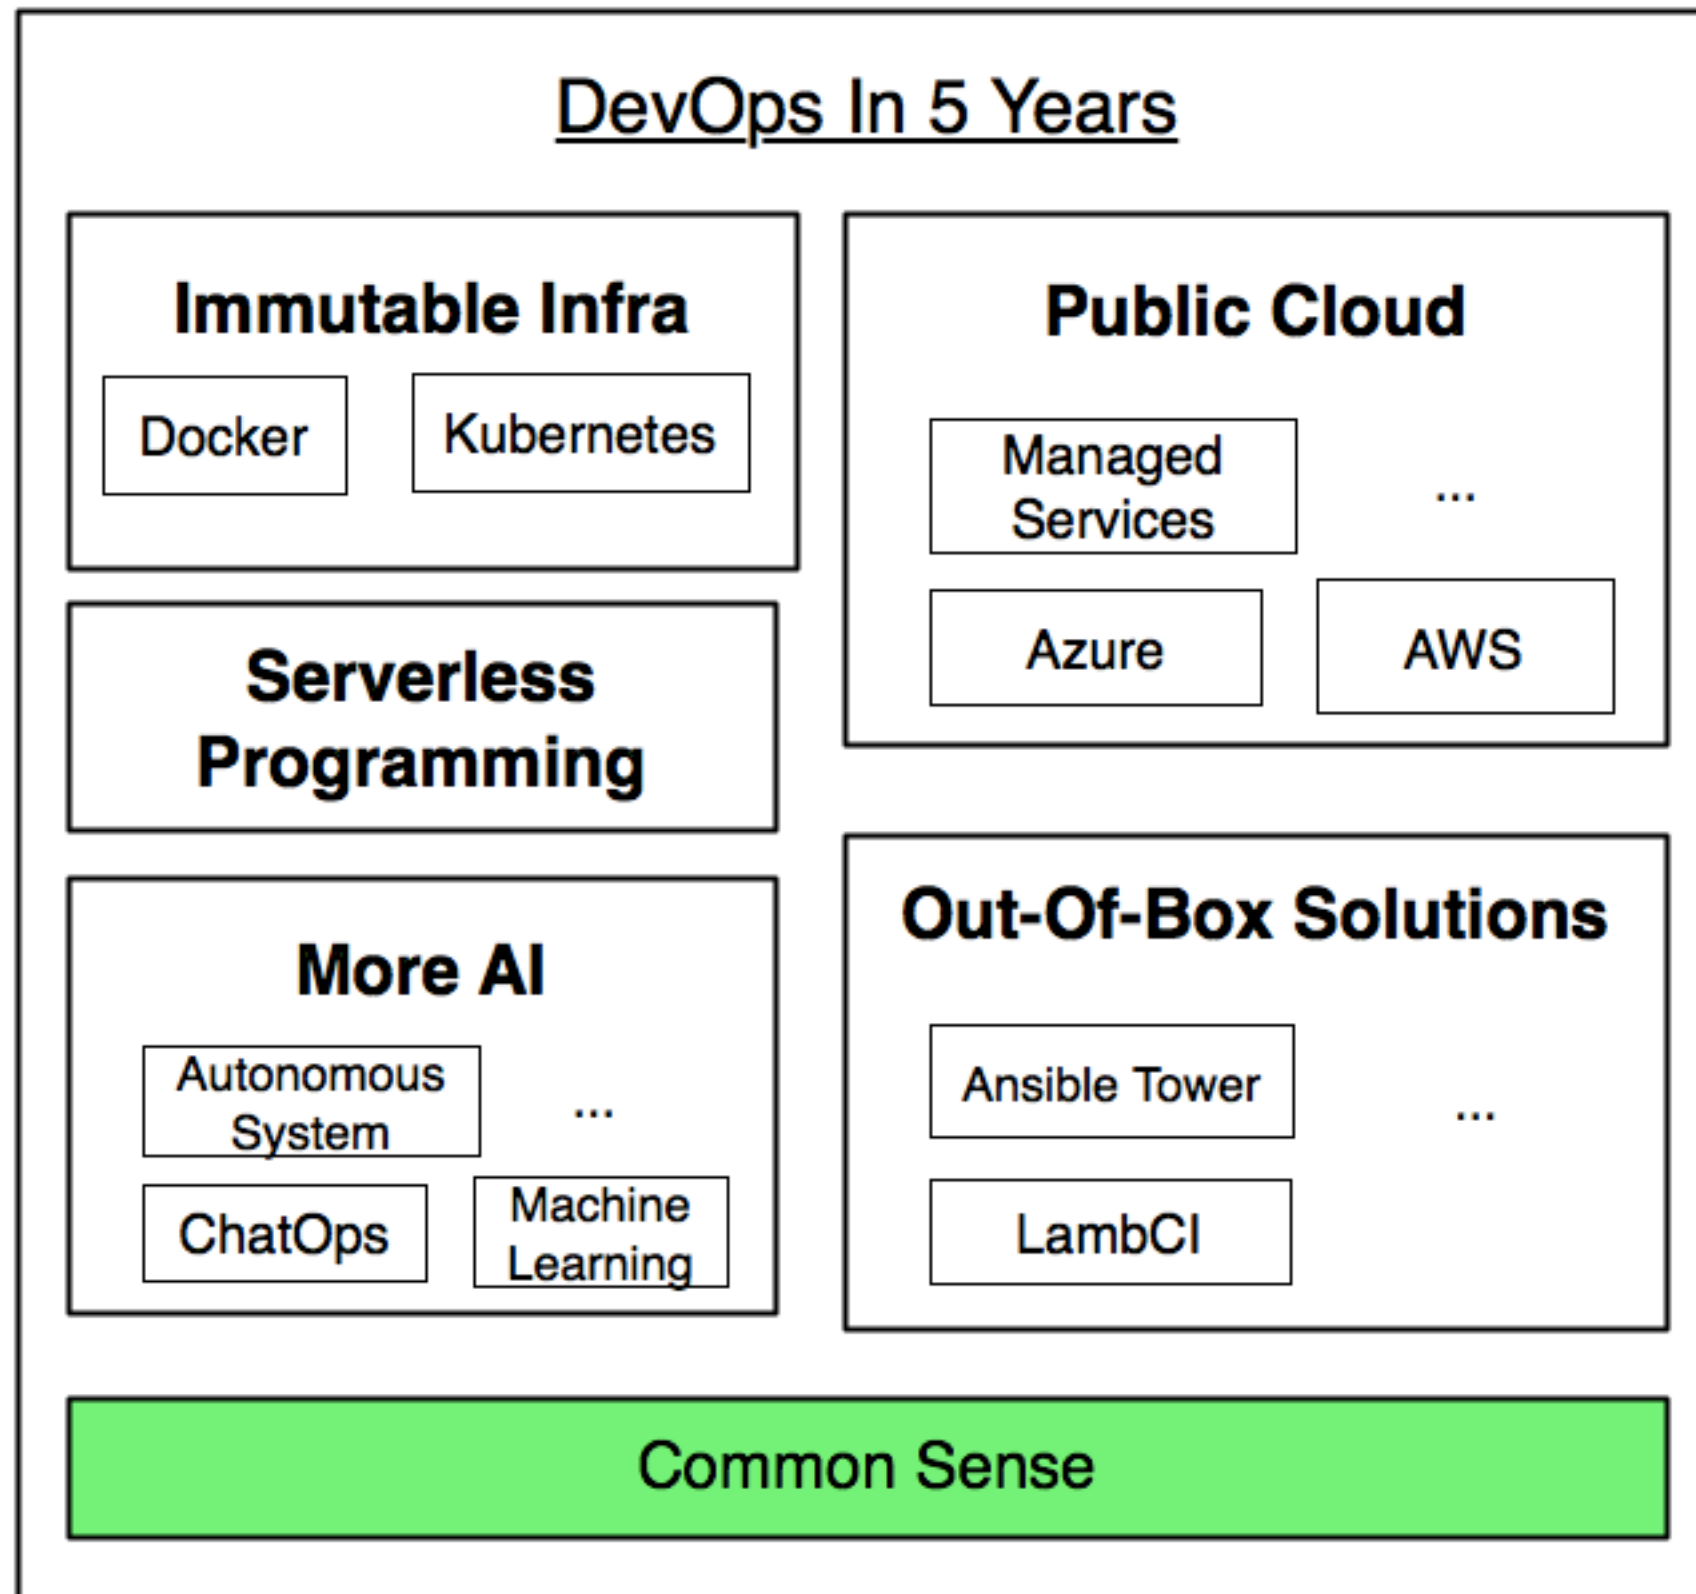 DevOps In 5 Years
Immutable Infra
Docker
Kubernetes
Serverless
Programming
More AI
Autonomous
System
...
ChatOps
Machine
Learning
Public Cloud
Managed
Services
...
Azure
AWS
Out-Of-Box Solutions
Ansible Tower
...
LambCI
Common Sense